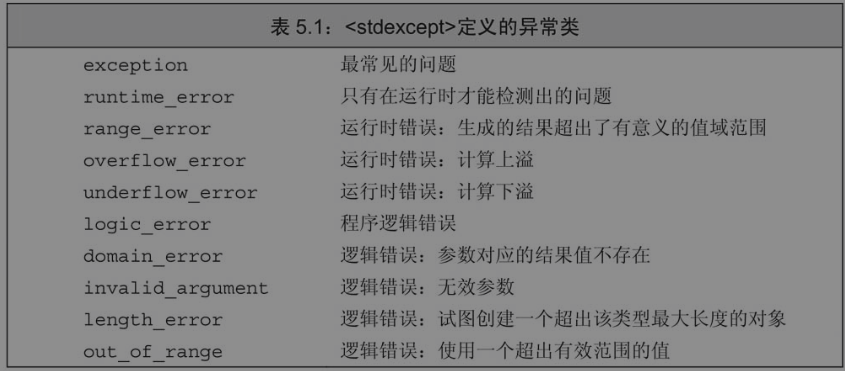 表 5.1：<stdexcept>定义的异常类
exception 最常见的问题
runtime_error 只有在运行时才能检测出的问题
range_error 运行时错误：生成的结果超出了有意义的值域范围
overflow_error 运行时错误：计算上溢
underflow_error 运行时错误：计算下溢
logic_error 程序逻辑错误
domain_error 逻辑错误：参数对应的结果值不存在
invalid_argument 逻辑错误：无效参数
length_error 逻辑错误：试图创建一个超出该类型最大长度的对象
out_of_range 逻辑错误：使用一个超出有效范围的值